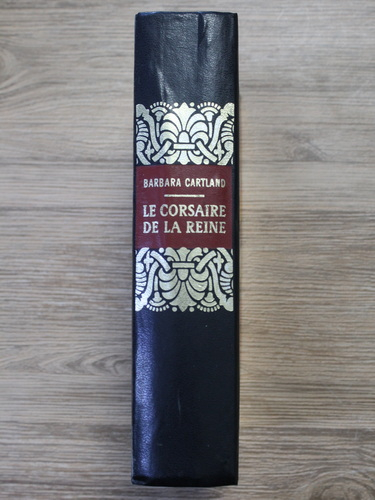 BARBARA CARTLAND
LE CORSAIRE
DE LA REINE